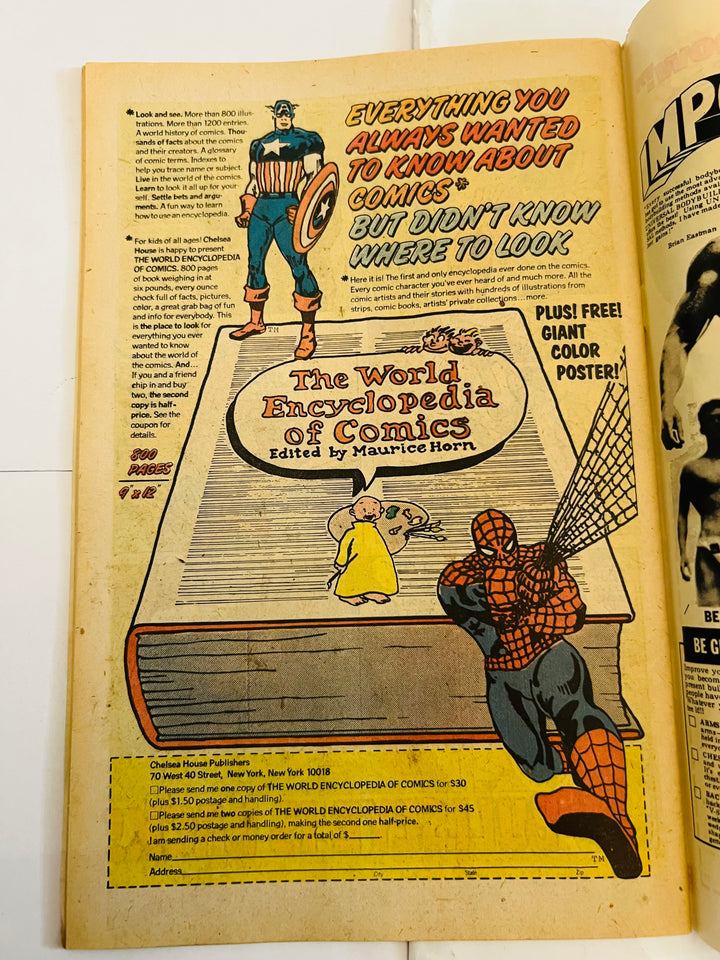 * Look and see. More than 800 illus-
trations. More than 1200 entries.
A world history of comics. Thou-
sands of facts about the comics
and their creators. A glossary
of comic terms. Indexes to
help you trace name or subject.
Live in the world of the comics.
Learn to look it all up for your
self. Settle bets and argu-
ments. A fun way to learn
how to use an encyclopedia.
* For kids of all ages! Chelsea
House is happy to present
THE WORLD ENCYCLOPEDIA
OF COMICS. 800 pages
of book weighing in at
six pounds, every ounce
chock full of facts, pictures,
color, a great grab bag of fun
and info for everybody. This
is the place to look for
everything you ever
wanted to know
about the world of
the comics. And...
If you and a friend
chip in and buy
two, the second
copy is half-
price. See the
coupon for
details.
800
PAGES
9" x 12"
A
EVERYTHING YOU
ALWAYS WANTED
TO KNOW ABOUT
COMICS*
BUT DIDN'T KNOW
WHERE TO LOOK
* Here it is! The first and only encyclopedia ever done on the comics.
Every comic character you've ever heard of and much more. All the
comic artists and their stories with hundreds of illustrations from
strips, comic books, artists' private collections...more.
PLUS! FREE!
GIANT
COLOR
POSTER!
TM
The World
Encyclopedia
of Comics
Edited by Maurice Horn
Chelsea House Publishers
70 West 40 Street, New York, New York 10018
Please send me one copy of THE WORLD ENCYCLOPEDIA OF COMICS for $30
(plus $1.50 postage and handling).
Please send me two copies of THE WORLD ENCYCLOPEDIA OF COMICS for $45
(plus $2.50 postage and handling), making the second one half-price.
I am sending a check or money order for a total of $
Name
TM
Address
City State Zip
Brian Eastman
BE